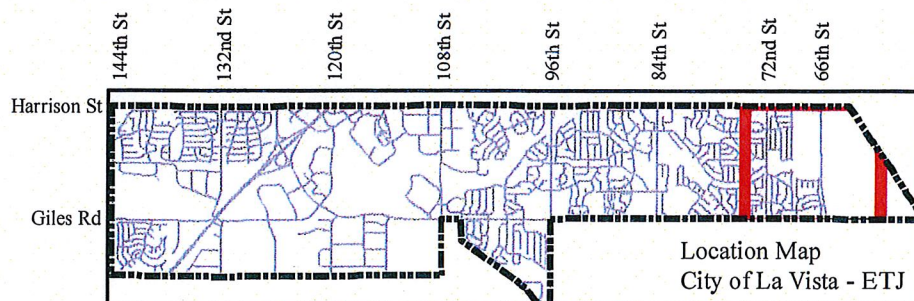 144th St
132nd St
120th St
108th St
96th St
84th St
72nd St
66th St
Harrison St
Giles Rd
Location Map
City of La Vista - ETJ